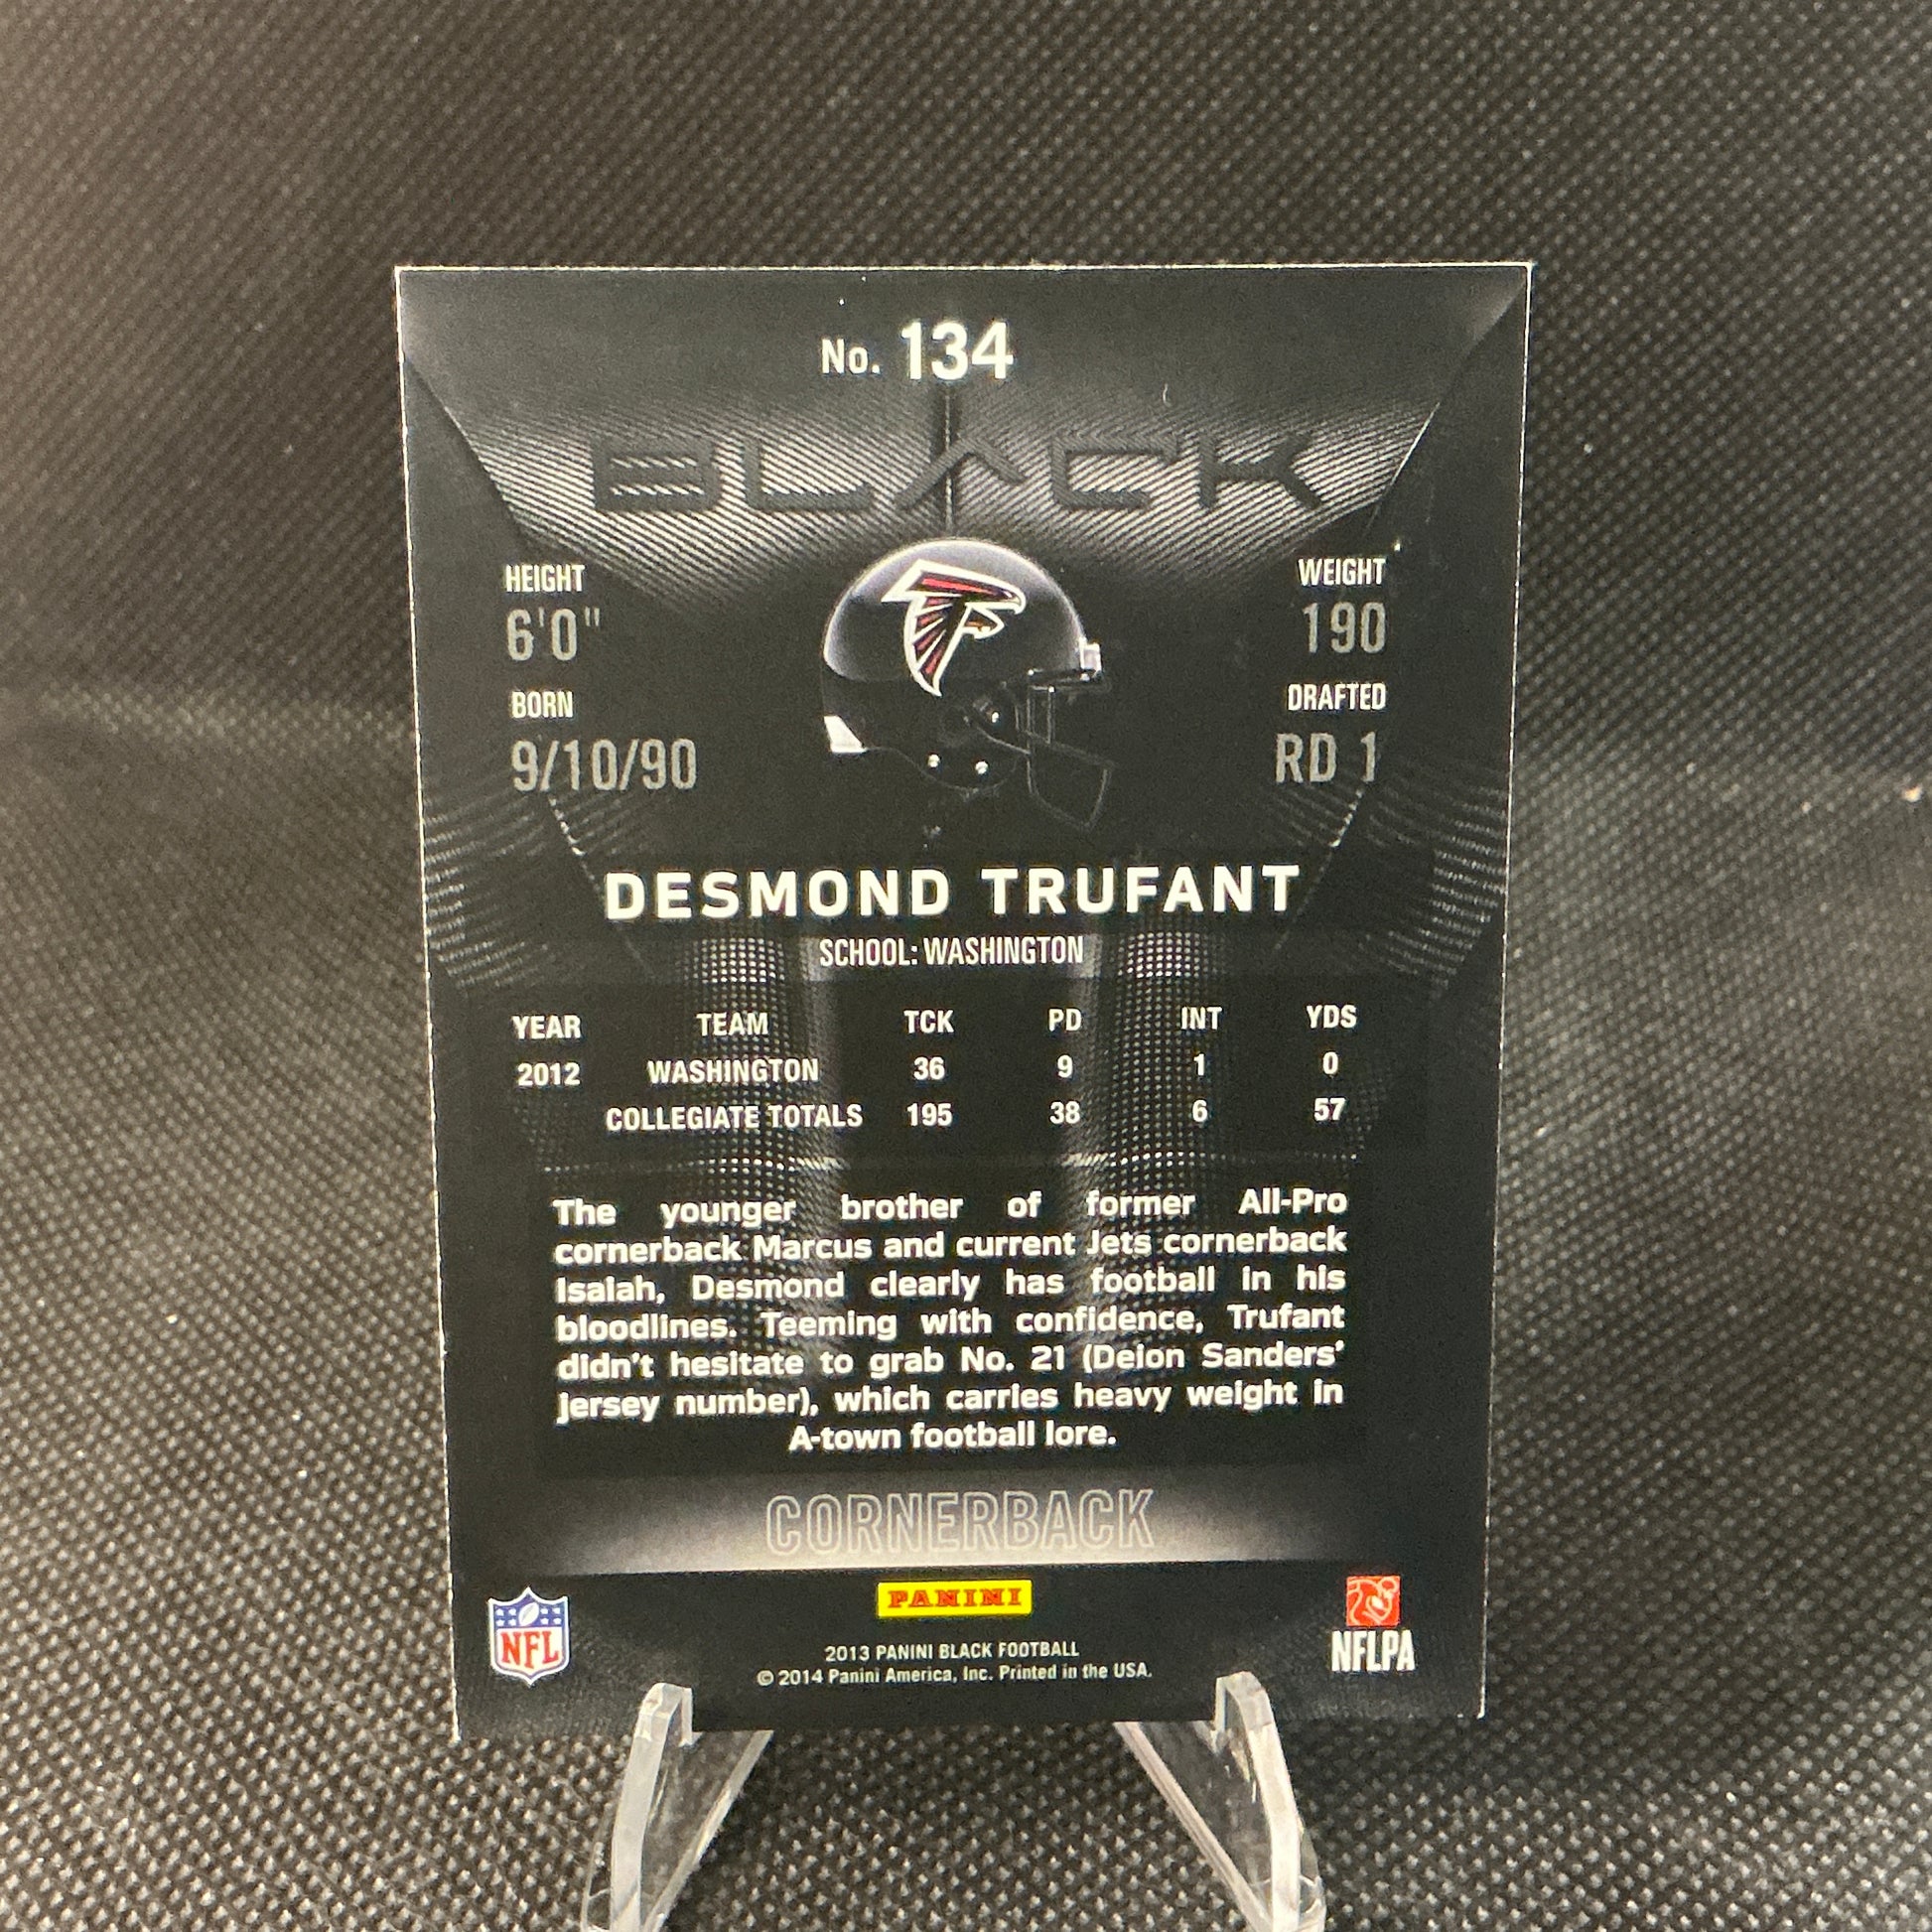 No. 134
BLACK
HEIGHT WEIGHT
6'0" 190
BORN DRAFTED
9/10/90 RD 1
DESMOND TRUFANT
SCHOOL: WASHINGTON
YEAR TEAM TCK PD INT YDS
2012 WASHINGTON 36 9 1 0
COLLEGIATE TOTALS 195 38 6 57
The younger brother of former All-Pro
cornerback Marcus and current Jets cornerback
Isaiah, Desmond clearly has football in his
bloodlines. Teeming with confidence, Trufant
didn't hesitate to grab No. 21 (Deion Sanders'
jersey number), which carries heavy weight in
A-town football lore.
CORNERBACK
PANINI
NFL
NFLPA
2013 PANINI BLACK FOOTBALL
© 2014 Panini America, Inc. Printed in the USA.